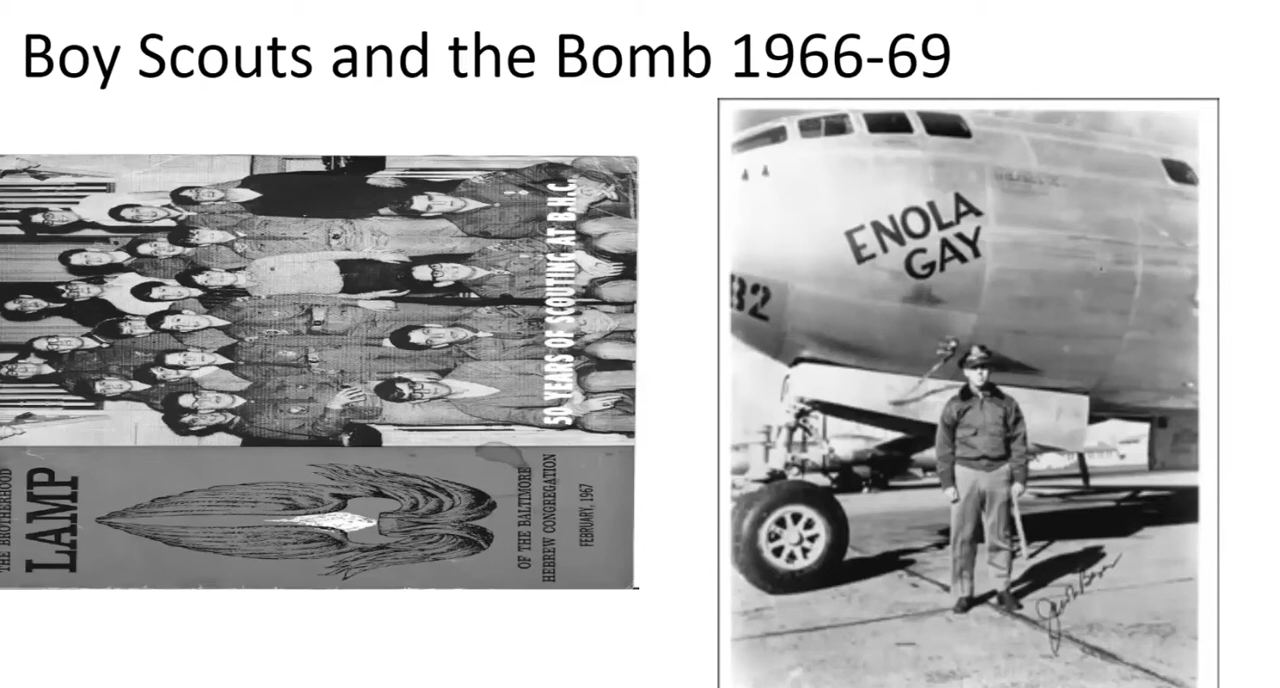 Boy Scouts and the Bomb 1966-69
50 YEARS OF SCOUTING AT B.H.C.
THE BROTHERHOOD
LAMP
OF THE BALTIMORE
HEBREW CONGREGATION
FEBRUARY, 1967
ENOLA
GAY
82